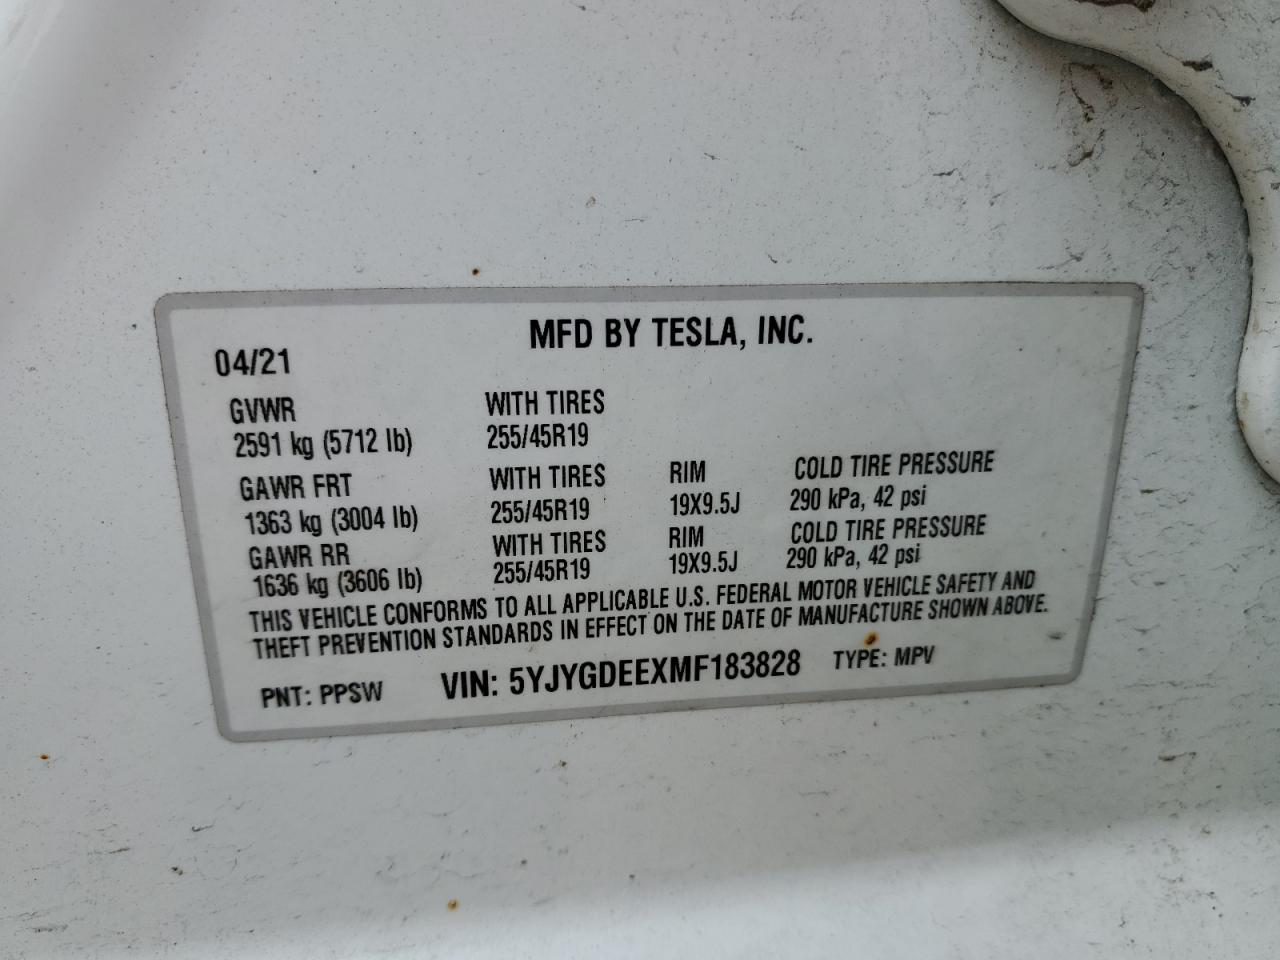 MFD BY TESLA, INC.
04/21
GVWR WITH TIRES
2591 kg (5712 lb) 255/45R19
GAWR FRT WITH TIRES RIM COLD TIRE PRESSURE
1363 kg (3004 lb) 255/45R19 19X9.5J 290 kPa, 42 psi
GAWR RR WITH TIRES RIM COLD TIRE PRESSURE
1636 kg (3606 lb) 255/45R19 19X9.5J 290 kPa, 42 psi
THIS VEHICLE CONFORMS TO ALL APPLICABLE U.S. FEDERAL MOTOR VEHICLE SAFETY AND
THEFT PREVENTION STANDARDS IN EFFECT ON THE DATE OF MANUFACTURE SHOWN ABOVE.
PNT: PPSW VIN: 5YJYGDEEXMF183828 TYPE: MPV